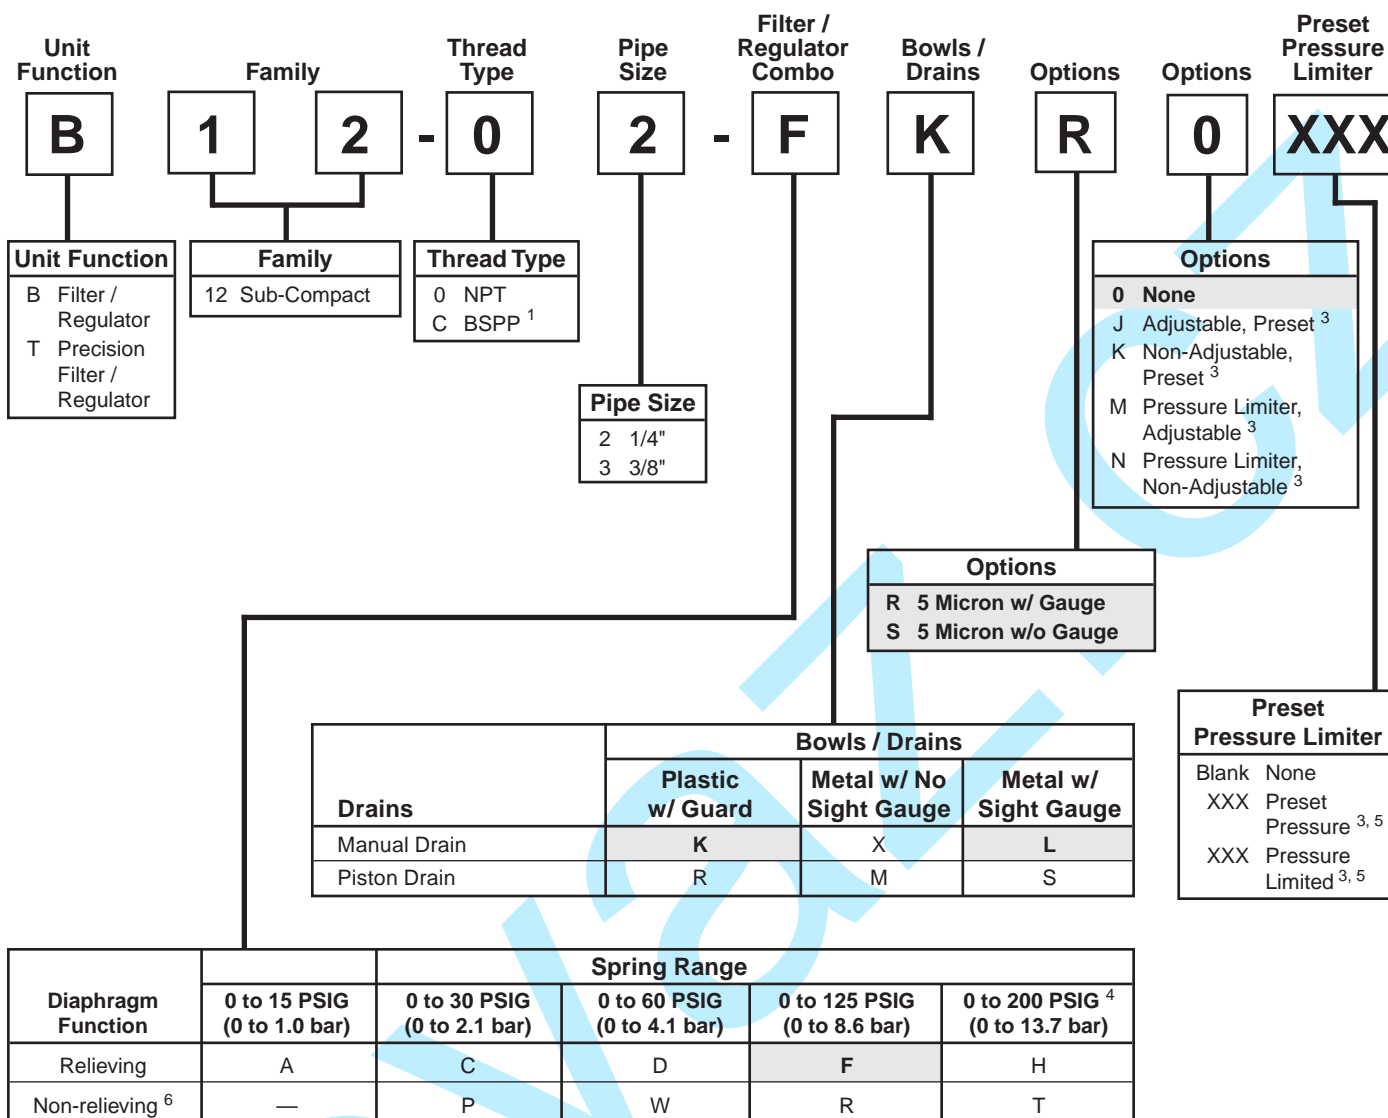 Unit Function
Family
Thread Type
Pipe Size
Filter / Regulator Combo
Bowls / Drains
Options
Options
Preset Pressure Limiter
B 1 2 - 0 2 - F K R 0 XXX
Unit Function
B Filter / Regulator
T Precision Filter / Regulator
Family
12 Sub-Compact
Thread Type
0 NPT
C BSPP 1
Pipe Size
2 1/4"
3 3/8"
Options
0 None
J Adjustable, Preset 3
K Non-Adjustable, Preset 3
M Pressure Limiter, Adjustable 3
N Pressure Limiter, Non-Adjustable 3
Options
R 5 Micron w/ Gauge
S 5 Micron w/o Gauge
Preset Pressure Limiter
Blank None
XXX Preset Pressure 3, 5
XXX Pressure Limited 3, 5
Bowls / Drains
Drains
Plastic w/ Guard
Metal w/ No Sight Gauge
Metal w/ Sight Gauge
Manual Drain K X L
Piston Drain R M S
Spring Range
Diaphragm Function
0 to 15 PSIG (0 to 1.0 bar)
0 to 30 PSIG (0 to 2.1 bar)
0 to 60 PSIG (0 to 4.1 bar)
0 to 125 PSIG (0 to 8.6 bar)
0 to 200 PSIG 4 (0 to 13.7 bar)
Relieving A C D F H
Non-relieving 6 — P W R T